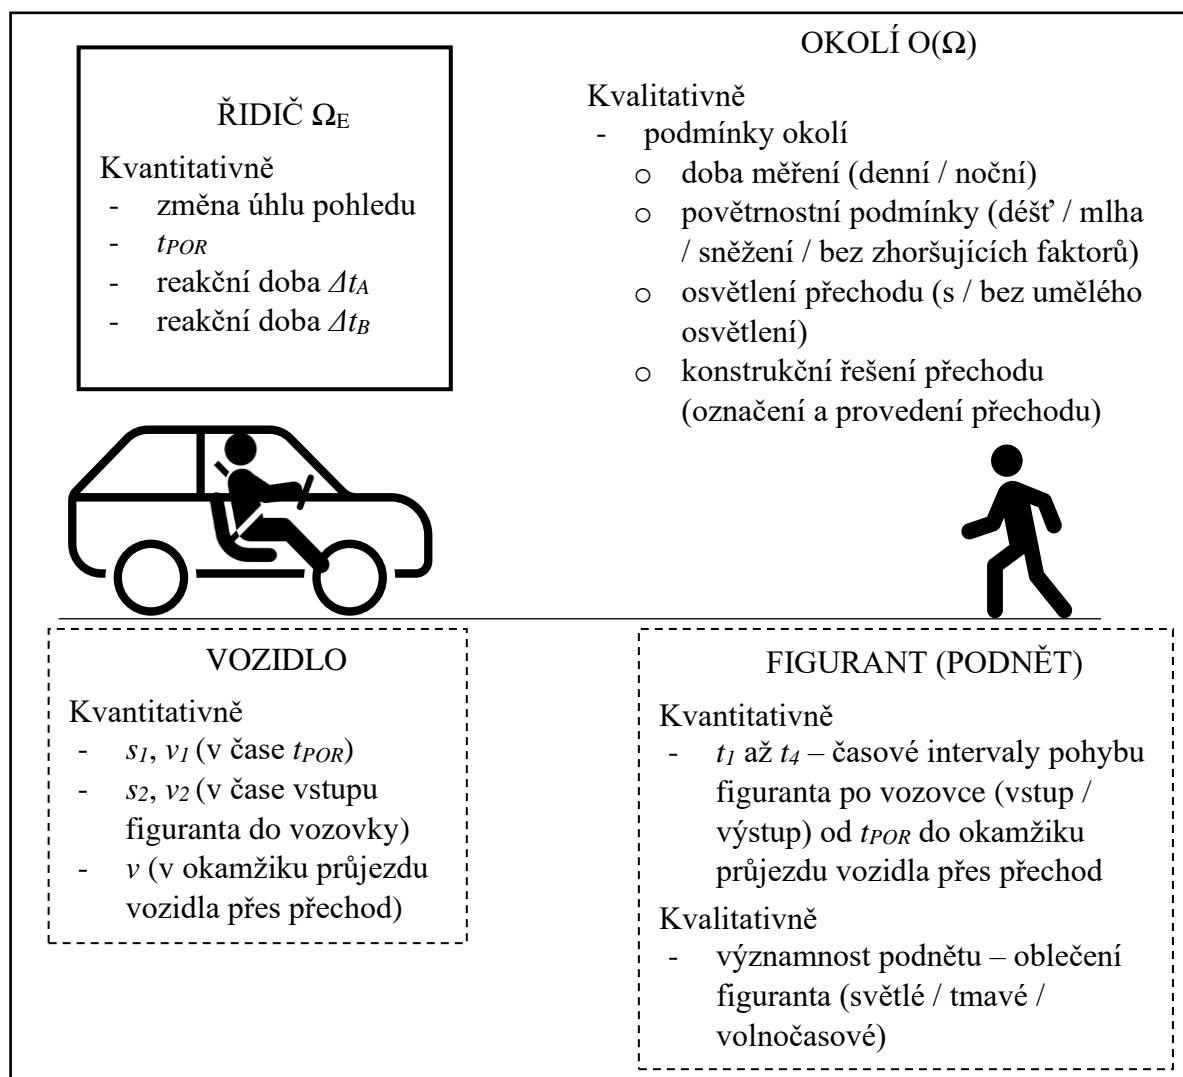 ŘIDIČ ΩE
Kvantitativně
- změna úhlu pohledu
- tPOR
- reakční doba ΔtA
- reakční doba ΔtB
OKOLÍ O(Ω)
Kvalitativně
- podmínky okolí
o doba měření (denní / noční)
o povětrnostní podmínky (déšť / mlha
/ sněžení / bez zhoršujících faktorů)
o osvětlení přechodu (s / bez umělého
osvětlení)
o konstrukční řešení přechodu
(označení a provedení přechodu)
VOZIDLO
Kvantitativně
- s1, v1 (v čase tPOR)
- s2, v2 (v čase vstupu
figuranta do vozovky)
- v (v okamžiku průjezdu
vozidla přes přechod)
FIGURANT (PODNĚT)
Kvantitativně
- t1 až t4 – časové intervaly pohybu
figuranta po vozovce (vstup /
výstup) od tPOR do okamžiku
průjezdu vozidla přes přechod
Kvalitativně
- významnost podnětu – oblečení
figuranta (světlé / tmavé /
volnočasové)